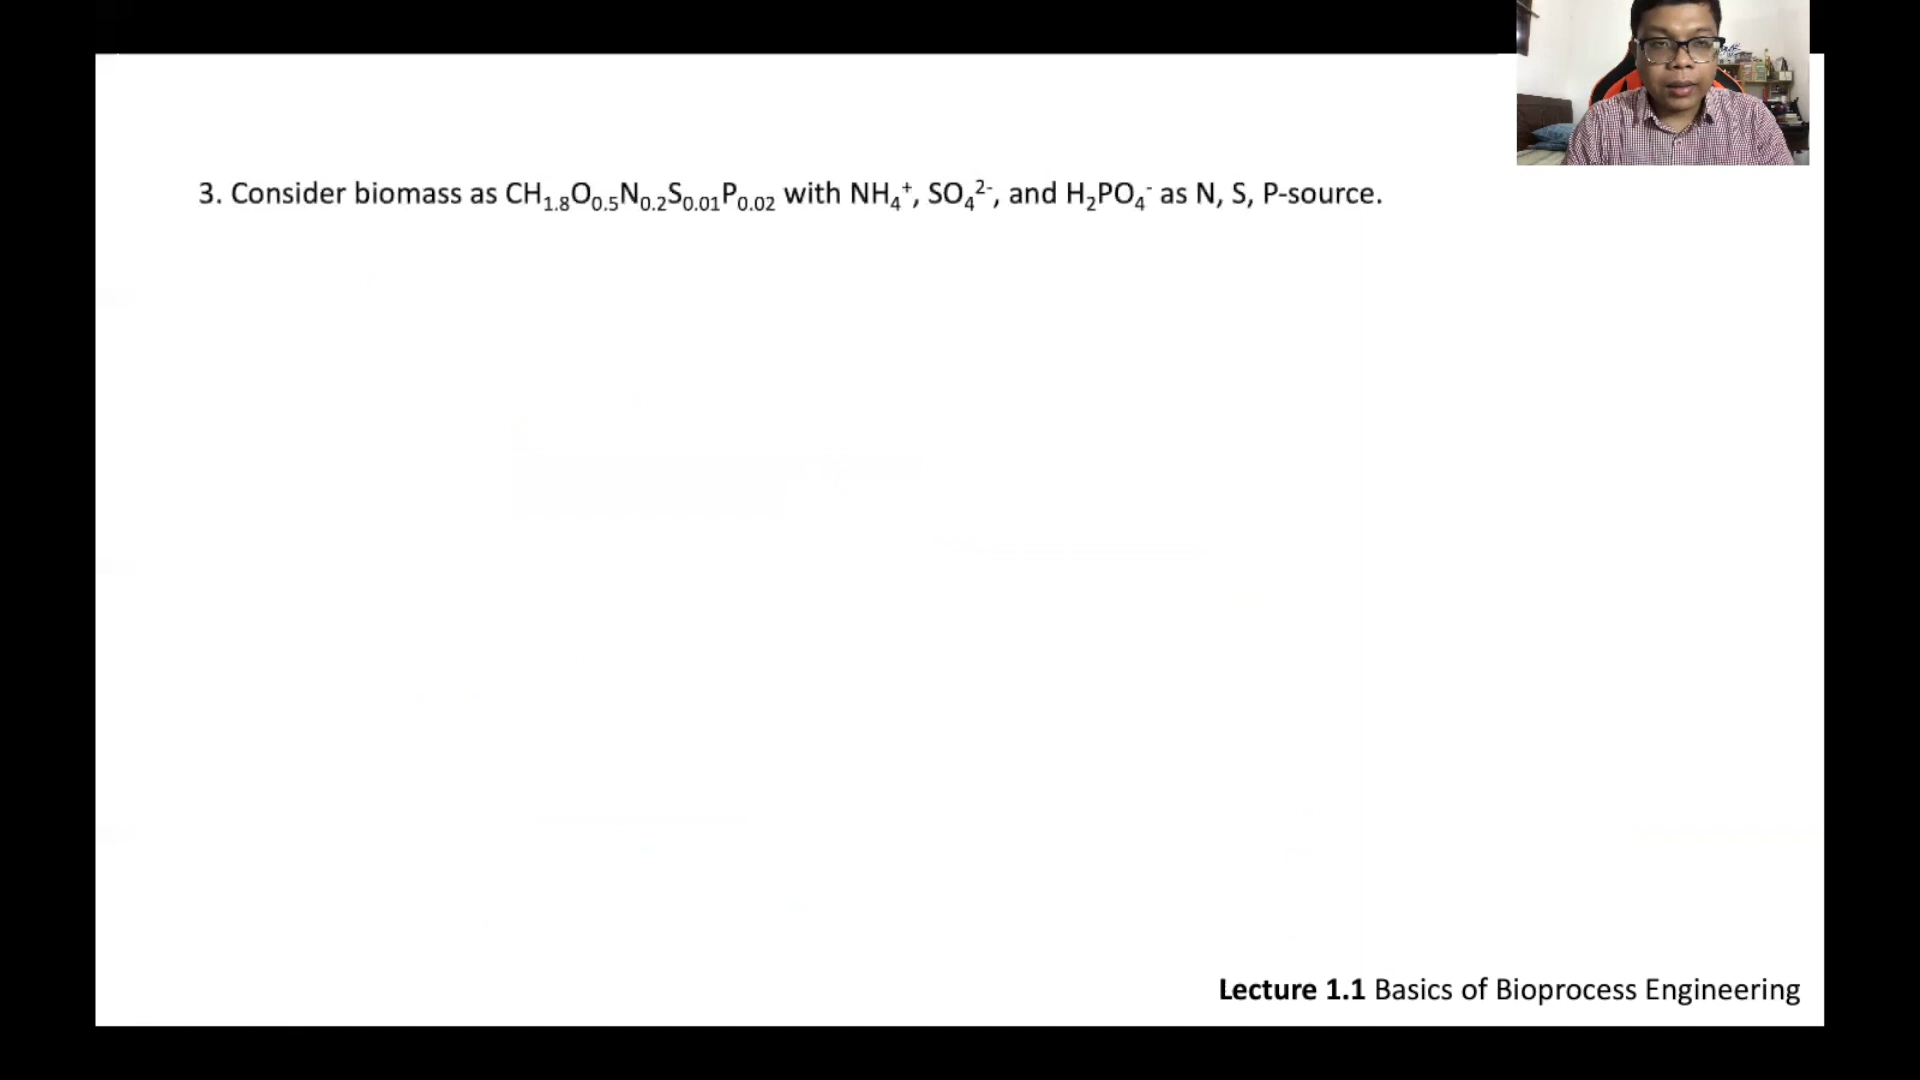 3. Consider biomass as CH₁.₈O₀.₅N₀.₂S₀.₀₁P₀.₀₂ with NH₄⁺, SO₄²⁻, and H₂PO₄⁻ as N, S, P-source.
Lecture 1.1 Basics of Bioprocess Engineering